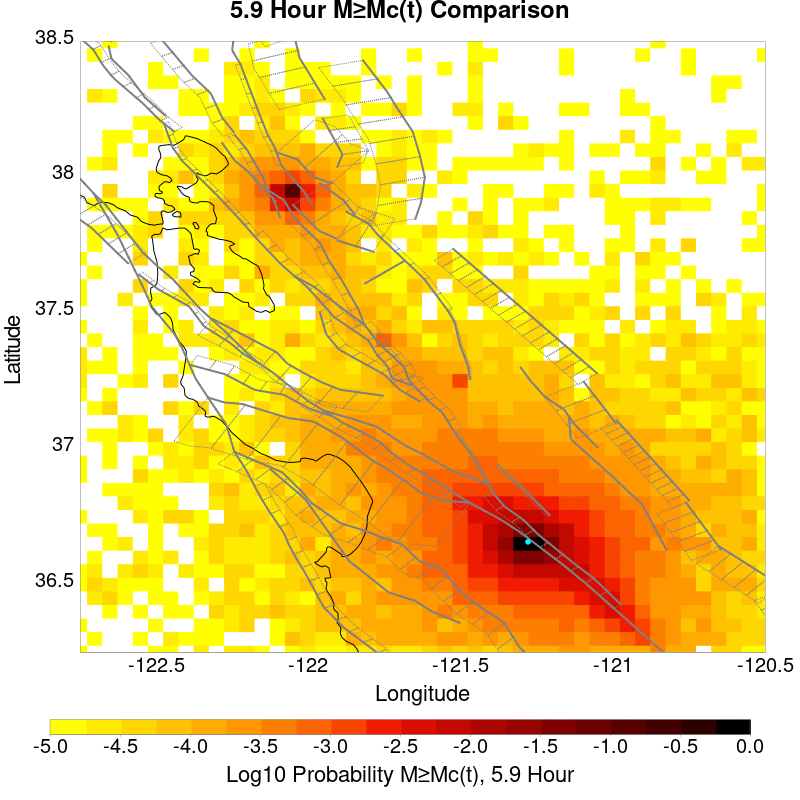 5.9 Hour M≥Mc(t) Comparison
38.5
38
37.5
37
36.5
Latitude
-122.5 -122 -121.5 -121 -120.5
Longitude
-5.0 -4.5 -4.0 -3.5 -3.0 -2.5 -2.0 -1.5 -1.0 -0.5 0.0
Log10 Probability M≥Mc(t), 5.9 Hour